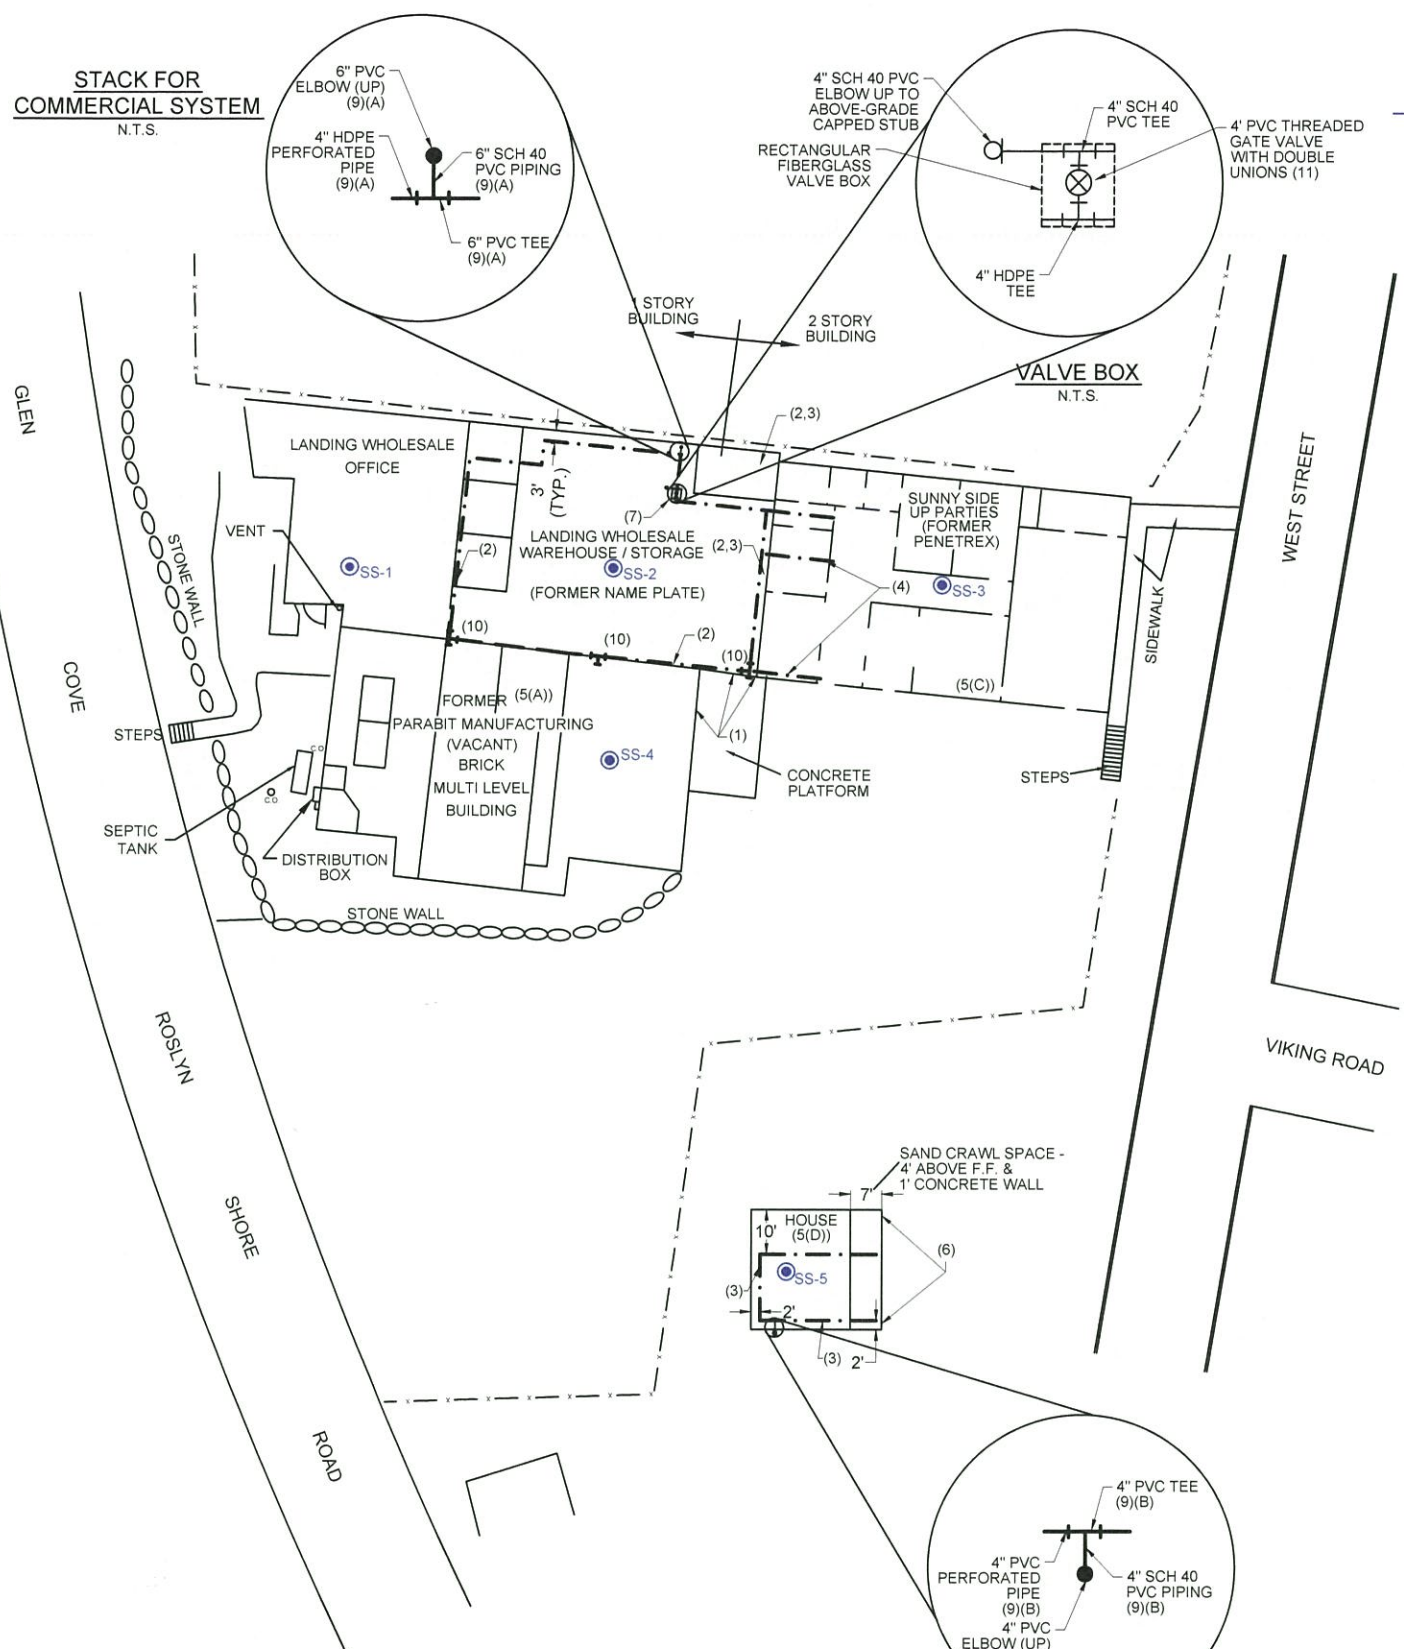 STACK FOR
COMMERCIAL SYSTEM
N.T.S.
6" PVC
ELBOW (UP)
(9)(A)
4" HDPE
PERFORATED
PIPE
(9)(A)
6" SCH 40
PVC PIPING
(9)(A)
6" PVC TEE
(9)(A)
4" SCH 40 PVC
ELBOW UP TO
ABOVE-GRADE
CAPPED STUB
RECTANGULAR
FIBERGLASS
VALVE BOX
4" SCH 40
PVC TEE
4' PVC THREADED
GATE VALVE
WITH DOUBLE
UNIONS (11)
4" HDPE
TEE
1 STORY
BUILDING
2 STORY
BUILDING
VALVE BOX
N.T.S.
(2,3)
LANDING WHOLESALE
OFFICE
3'
(TYP.)
(7)
LANDING WHOLESALE
WAREHOUSE / STORAGE
(FORMER NAME PLATE)
(2,3)
SUNNY SIDE
UP PARTIES
(FORMER
PENETREX)
VENT
SS-1
(2)
SS-2
SS-3
(4)
STONE WALL
(10)
(10)
(2)
(10)
SIDEWALK
WEST STREET
GLEN
COVE
ROSLYN
SHORE
ROAD
(5(C))
FORMER
(5(A))
PARABIT MANUFACTURING
(VACANT)
BRICK
MULTI LEVEL
BUILDING
(1)
SS-4
CONCRETE
PLATFORM
STEPS
STEPS
C O
C O
SEPTIC
TANK
DISTRIBUTION
BOX
STONE WALL
VIKING ROAD
SAND CRAWL SPACE -
4' ABOVE F.F. &
1' CONCRETE WALL
7'
HOUSE
(5(D))
10'
(6)
SS-5
(3)
2'
(3)
2'
4" PVC TEE
(9)(B)
4" PVC
PERFORATED
PIPE
(9)(B)
4" SCH 40
PVC PIPING
(9)(B)
4" PVC
ELBOW (UP)